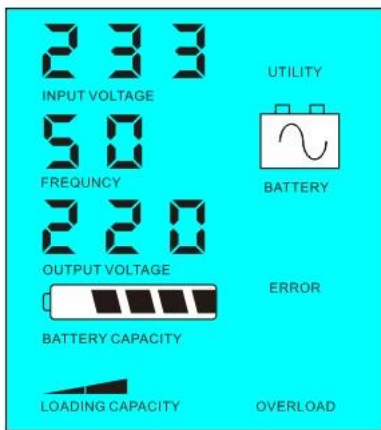 233
UTILITY
INPUT VOLTAGE
50
FREQUNCY
BATTERY
220
OUTPUT VOLTAGE
ERROR
BATTERY CAPACITY
LOADING CAPACITY
OVERLOAD